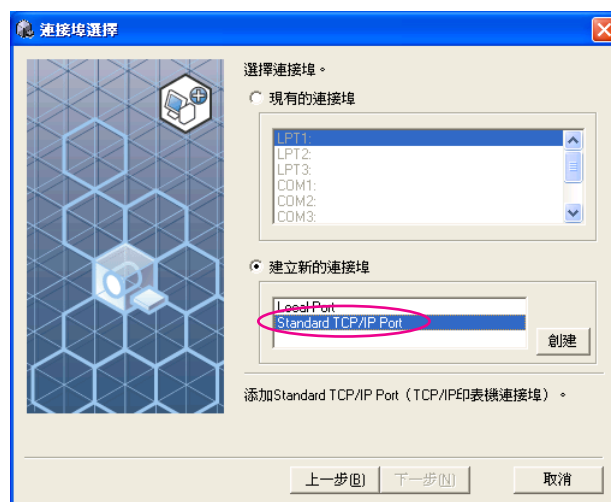 連接埠選擇
選擇連接埠。
現有的連接埠
LPT1:
LPT2:
LPT3:
COM1:
COM2:
COM3:
建立新的連接埠
Local Port
Standard TCP/IP Port
創建
添加Standard TCP/IP Port（TCP/IP印表機連接埠）。
上一步(B)
下一步(N)
取消